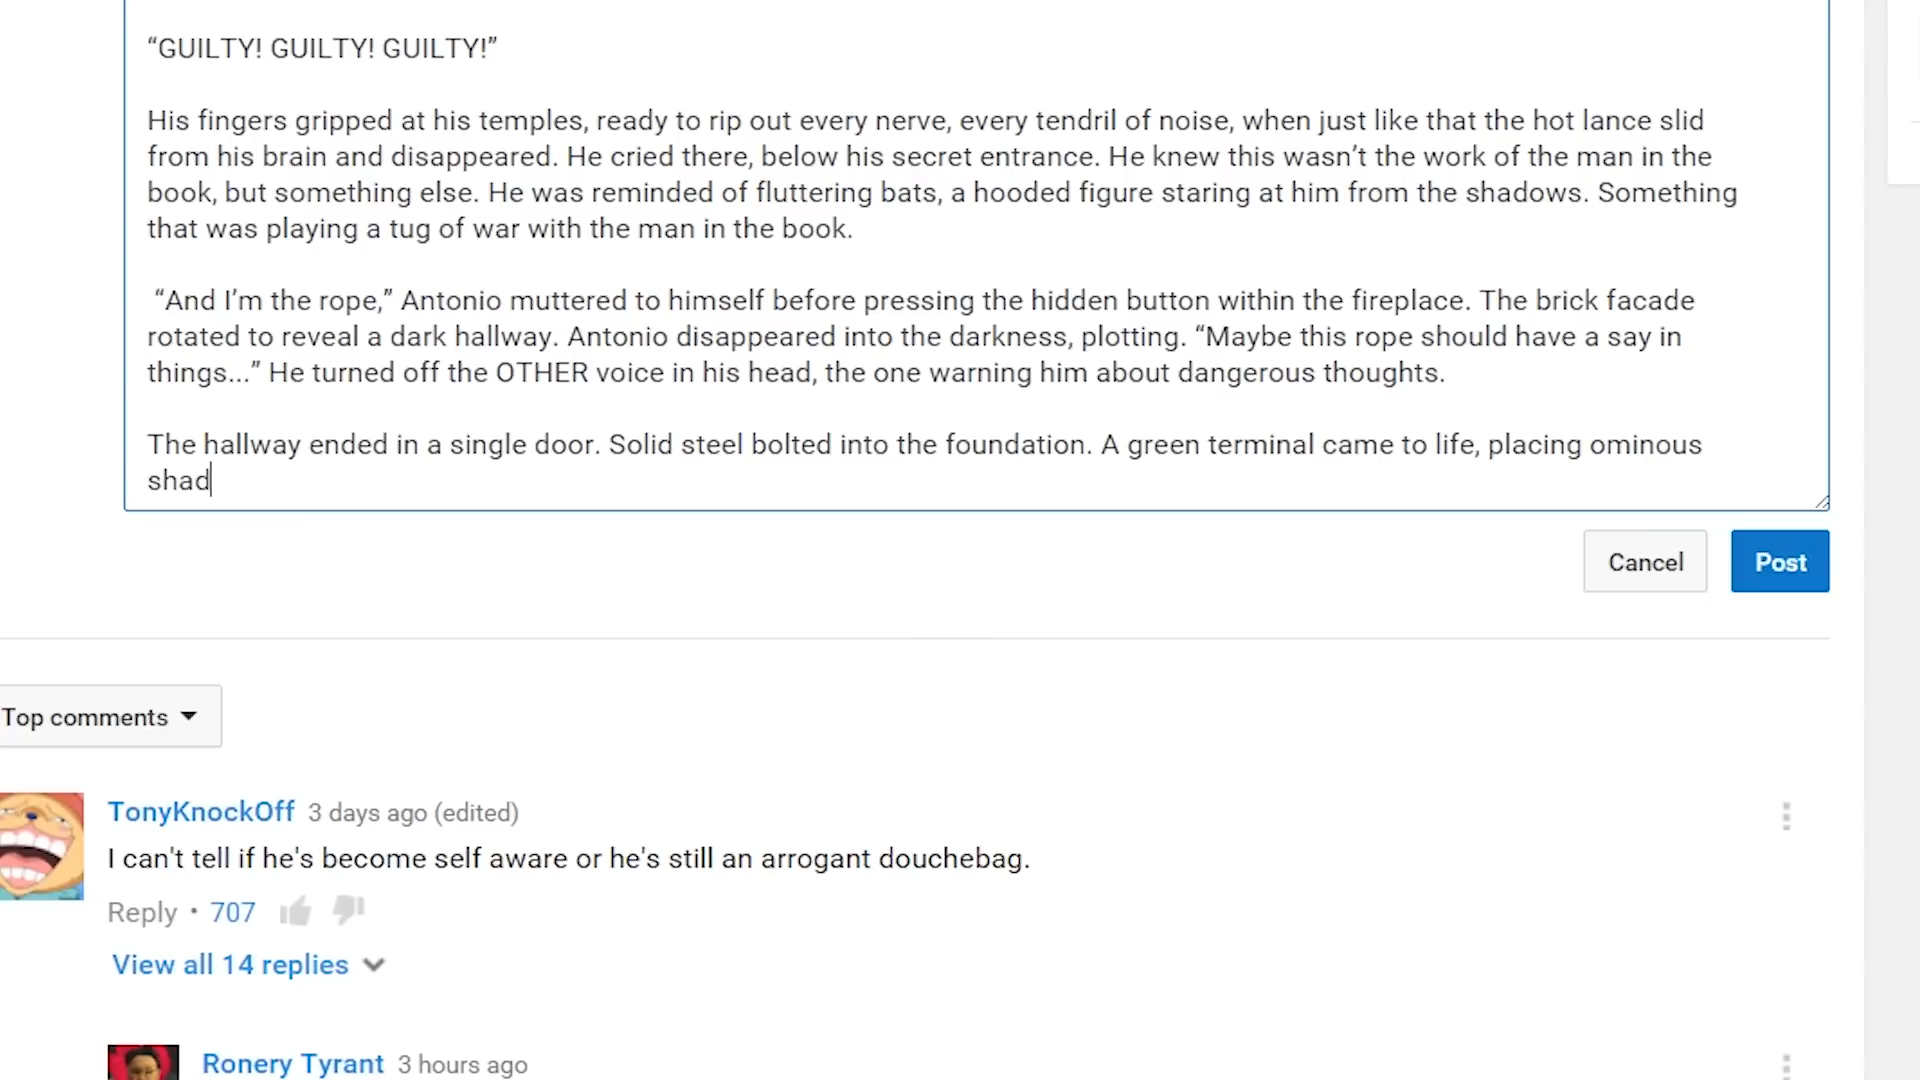 “GUILTY! GUILTY! GUILTY!”
His fingers gripped at his temples, ready to rip out every nerve, every tendril of noise, when just like that the hot lance slid
from his brain and disappeared. He cried there, below his secret entrance. He knew this wasn’t the work of the man in the
book, but something else. He was reminded of fluttering bats, a hooded figure staring at him from the shadows. Something
that was playing a tug of war with the man in the book.
“And I’m the rope,” Antonio muttered to himself before pressing the hidden button within the fireplace. The brick facade
rotated to reveal a dark hallway. Antonio disappeared into the darkness, plotting. “Maybe this rope should have a say in
things...” He turned off the OTHER voice in his head, the one warning him about dangerous thoughts.
The hallway ended in a single door. Solid steel bolted into the foundation. A green terminal came to life, placing ominous
shad
Cancel
Post
Top comments
TonyKnockOff 3 days ago (edited)
I can't tell if he's become self aware or he's still an arrogant douchebag.
Reply • 707
View all 14 replies
Ronery Tyrant 3 hours ago